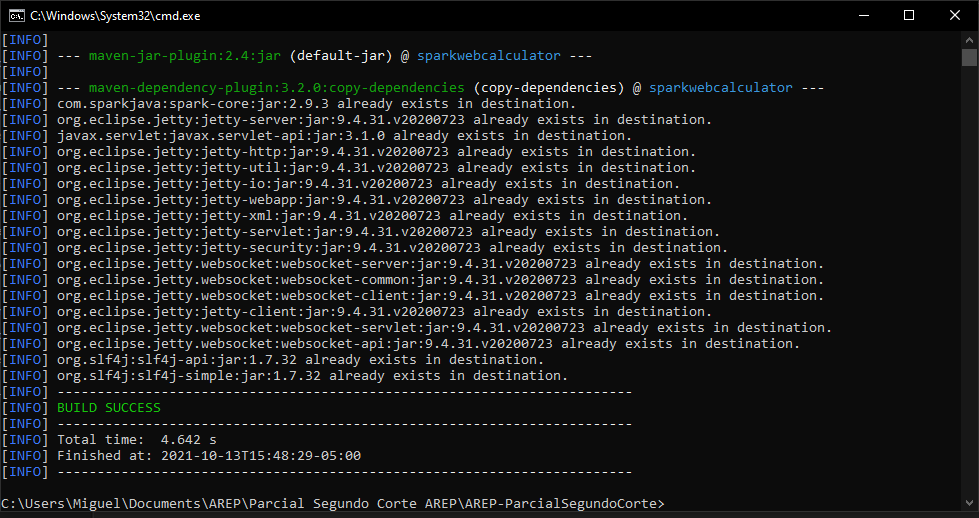 C:\Windows\System32\cmd.exe
[INFO]
[INFO] --- maven-jar-plugin:2.4:jar (default-jar) @ sparkwebcalculator ---
[INFO]
[INFO] --- maven-dependency-plugin:3.2.0:copy-dependencies (copy-dependencies) @ sparkwebcalculator ---
[INFO] com.sparkjava:spark-core:jar:2.9.3 already exists in destination.
[INFO] org.eclipse.jetty:jetty-server:jar:9.4.31.v20200723 already exists in destination.
[INFO] javax.servlet:javax.servlet-api:jar:3.1.0 already exists in destination.
[INFO] org.eclipse.jetty:jetty-http:jar:9.4.31.v20200723 already exists in destination.
[INFO] org.eclipse.jetty:jetty-util:jar:9.4.31.v20200723 already exists in destination.
[INFO] org.eclipse.jetty:jetty-io:jar:9.4.31.v20200723 already exists in destination.
[INFO] org.eclipse.jetty:jetty-webapp:jar:9.4.31.v20200723 already exists in destination.
[INFO] org.eclipse.jetty:jetty-xml:jar:9.4.31.v20200723 already exists in destination.
[INFO] org.eclipse.jetty:jetty-servlet:jar:9.4.31.v20200723 already exists in destination.
[INFO] org.eclipse.jetty:jetty-security:jar:9.4.31.v20200723 already exists in destination.
[INFO] org.eclipse.jetty.websocket:websocket-server:jar:9.4.31.v20200723 already exists in destination.
[INFO] org.eclipse.jetty.websocket:websocket-common:jar:9.4.31.v20200723 already exists in destination.
[INFO] org.eclipse.jetty.websocket:websocket-client:jar:9.4.31.v20200723 already exists in destination.
[INFO] org.eclipse.jetty:jetty-client:jar:9.4.31.v20200723 already exists in destination.
[INFO] org.eclipse.jetty.websocket:websocket-servlet:jar:9.4.31.v20200723 already exists in destination.
[INFO] org.eclipse.jetty.websocket:websocket-api:jar:9.4.31.v20200723 already exists in destination.
[INFO] org.slf4j:slf4j-api:jar:1.7.32 already exists in destination.
[INFO] org.slf4j:slf4j-simple:jar:1.7.32 already exists in destination.
[INFO] ------------------------------------------------------------------------
[INFO] BUILD SUCCESS
[INFO] ------------------------------------------------------------------------
[INFO] Total time:  4.642 s
[INFO] Finished at: 2021-10-13T15:48:29-05:00
[INFO] ------------------------------------------------------------------------
C:\Users\Miguel\Documents\AREP\Parcial Segundo Corte AREP\AREP-ParcialSegundoCorte>